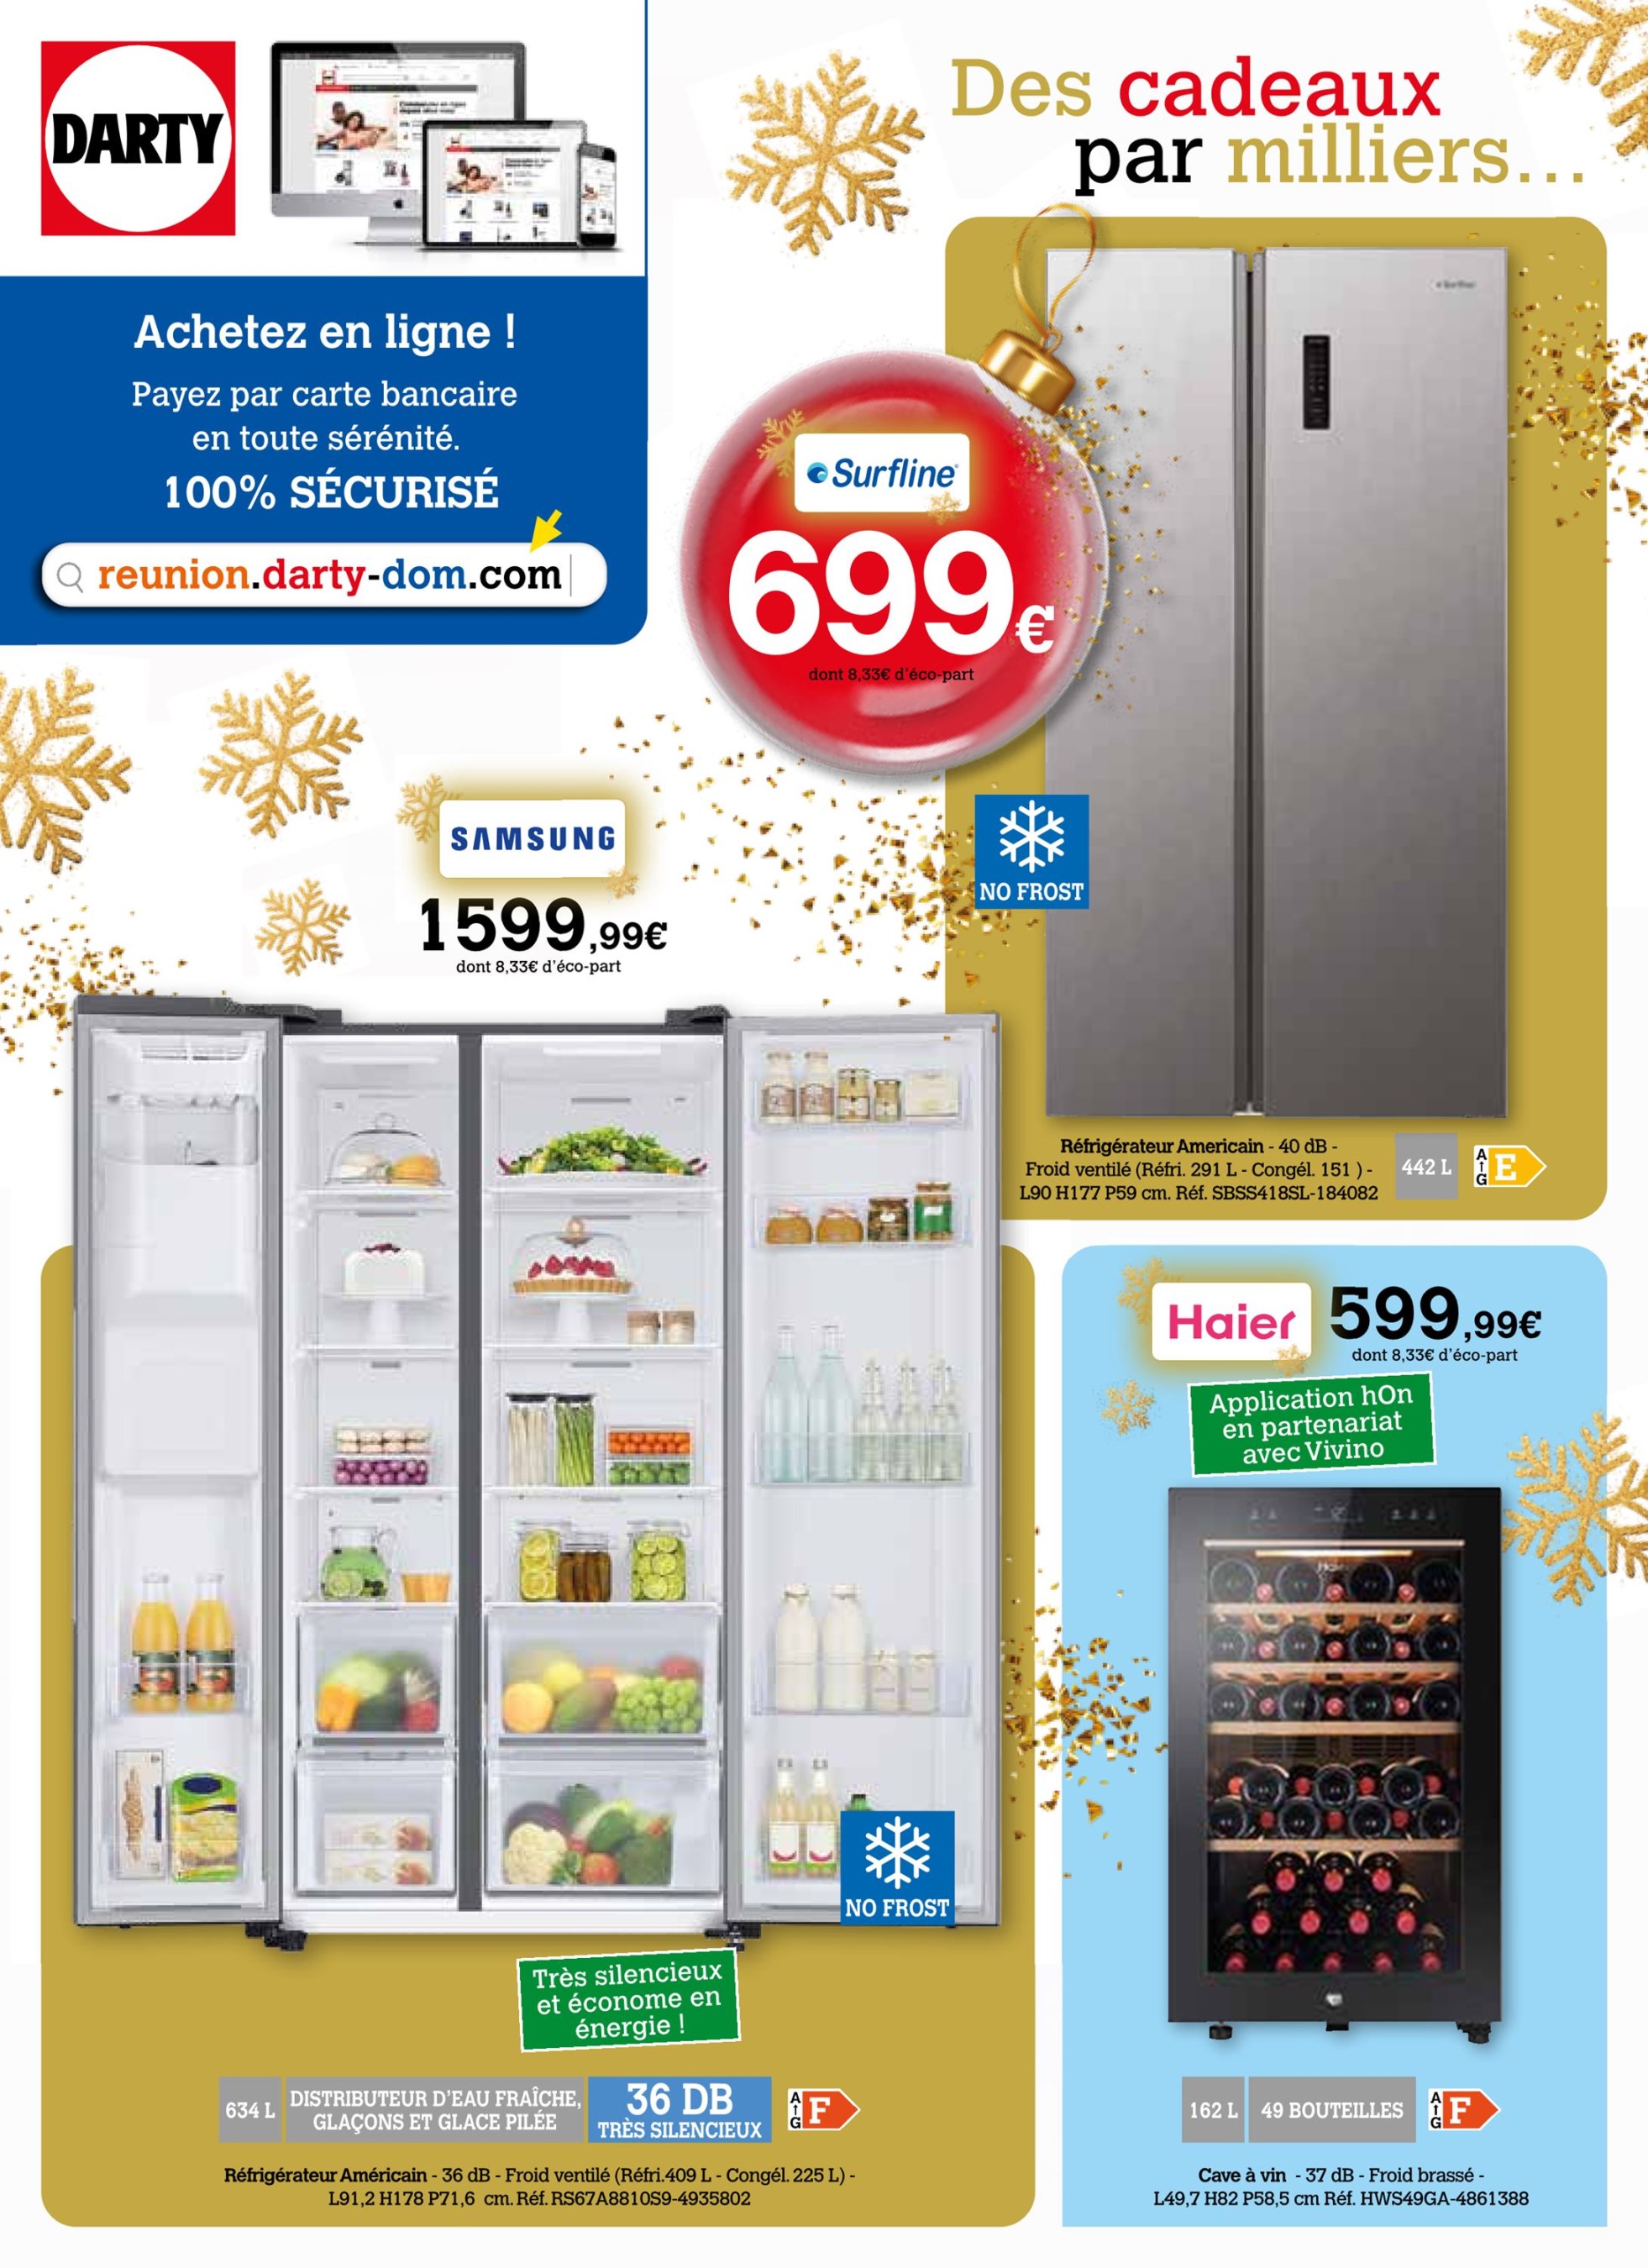 DARTY
Des cadeaux
par milliers...
Achetez en ligne !
Payez par carte bancaire
en toute sérénité.
100% SÉCURISÉ
reunion.darty-dom.com
Surfline
699€
dont 8,33€ d'éco-part
SAMSUNG
1599,99€
dont 8,33€ d'éco-part
NO FROST
Réfrigérateur Americain - 40 dB -
Froid ventilé (Réfri. 291 L - Congél. 151 ) -
L90 H177 P59 cm. Réf. SBSS418SL-184082
442 L
A
G
E
Haier
599,99€
dont 8,33€ d'éco-part
Application hOn
en partenariat
avec Vivino
Haier
NO FROST
Très silencieux
et économe en
énergie !
634 L
DISTRIBUTEUR D'EAU FRAÎCHE,
GLAÇONS ET GLACE PILÉE
36 DB
TRÈS SILENCIEUX
A
G
F
Réfrigérateur Américain - 36 dB - Froid ventilé (Réfri.409 L - Congél. 225 L) -
L91,2 H178 P71,6 cm. Réf. RS67A8810S9-4935802
162 L
49 BOUTEILLES
A
G
F
Cave à vin - 37 dB - Froid brassé -
L49,7 H82 P58,5 cm Réf. HWS49GA-4861388